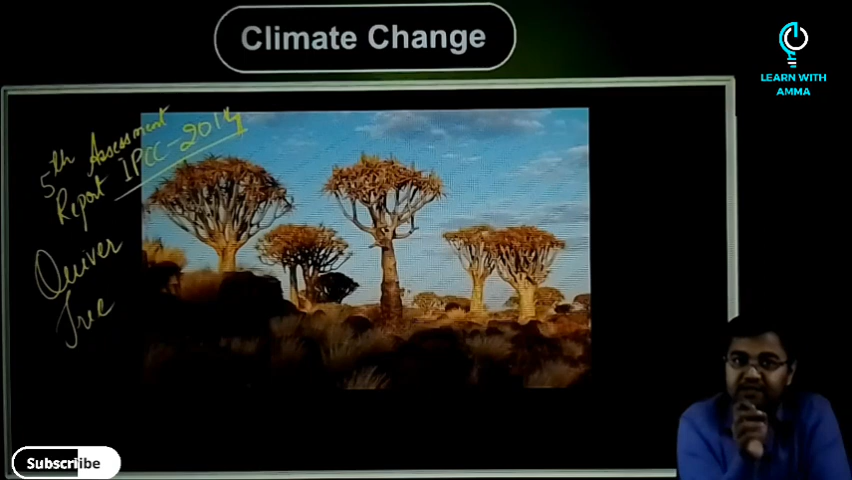 Climate Change
LEARN WITH
AMMA
5th Assessment
Report IPCC-2014
Quiver
Tree
Subscribe